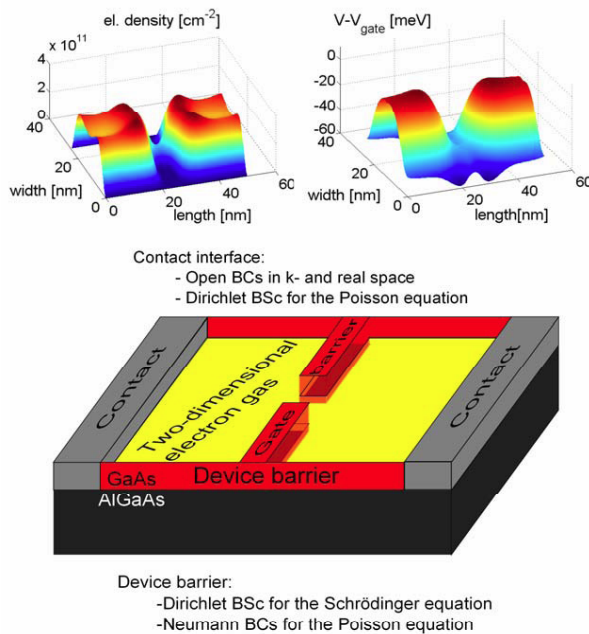 el. density [cm-2]
V-Vgate [meV]
4 x 10^11
2
0
40
20
0
width [nm]
0
20
40
60
length [nm]
0
-20
-40
-60
40
20
0
width [nm]
0
20
40
60
length[nm]
Contact interface:
- Open BCs in k- and real space
- Dirichlet BSc for the Poisson equation
Contact
Two-dimensional
electron gas
barrier
Gate
Contact
GaAs
Device barrier
AlGaAs
Device barrier:
-Dirichlet BSc for the Schrödinger equation
-Neumann BCs for the Poisson equation